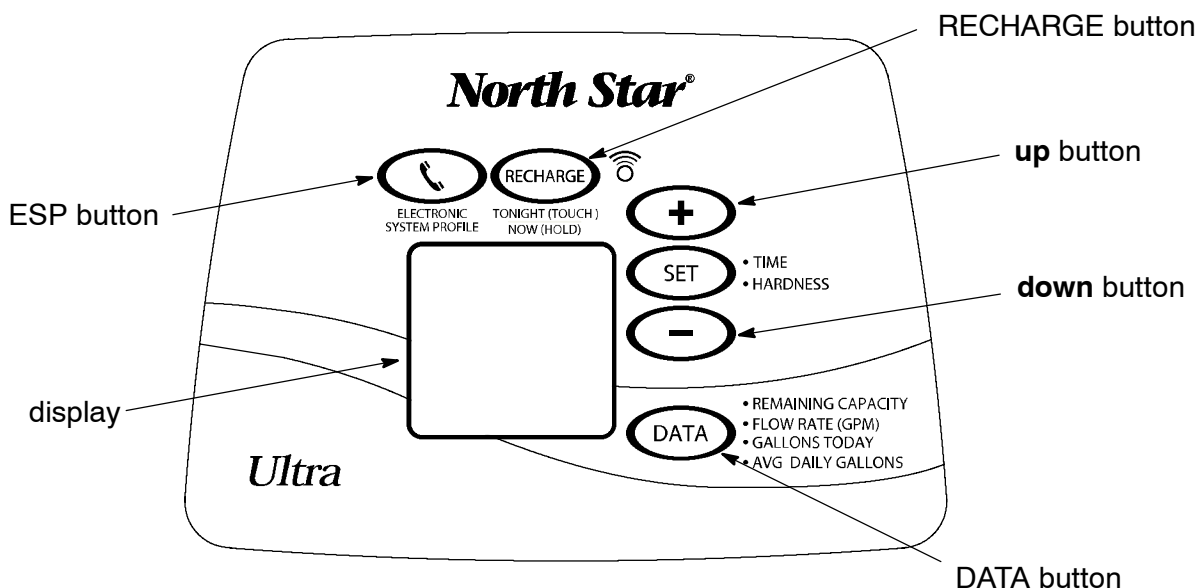 RECHARGE button
North Star®
up button
RECHARGE
+
ESP button
ELECTRONIC
SYSTEM PROFILE
TONIGHT (TOUCH )
NOW (HOLD)
SET
• TIME
• HARDNESS
down button
−
display
DATA
• REMAINING CAPACITY
• FLOW RATE (GPM)
• GALLONS TODAY
• AVG DAILY GALLONS
Ultra
DATA button